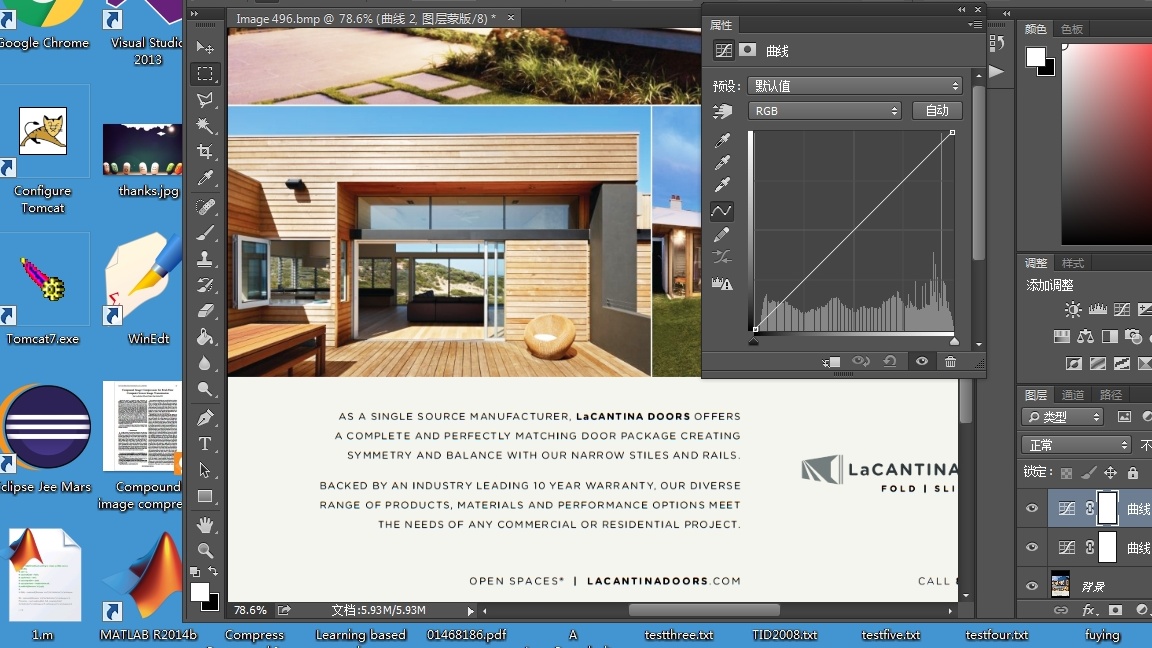 Google Chrome
Visual Studio
2013
Configure
Tomcat
thanks.jpg
Tomcat7.exe
WinEdt
Eclipse Jee Mars
Compound
image compre
1.m
MATLAB R2014b
Compress
Learning based
01468186.pdf
A
testthree.txt
TID2008.txt
testfive.txt
testfour.txt
fuying
Image 496.bmp @ 78.6% (曲线 2, 图层蒙版/8) *
AS A SINGLE SOURCE MANUFACTURER, LaCANTINA DOORS OFFERS
A COMPLETE AND PERFECTLY MATCHING DOOR PACKAGE CREATING
SYMMETRY AND BALANCE WITH OUR NARROW STILES AND RAILS.
BACKED BY AN INDUSTRY LEADING 10 YEAR WARRANTY, OUR DIVERSE
RANGE OF PRODUCTS, MATERIALS AND PERFORMANCE OPTIONS MEET
THE NEEDS OF ANY COMMERCIAL OR RESIDENTIAL PROJECT.
OPEN SPACES* | LACANTINADOORS.COM
LaCANTINA
FOLD | SLI
CALL
78.6%
文档:5.93M/5.93M
属性
曲线
预设: 默认值
RGB
自动
颜色 色板
调整 样式
添加调整
图层 通道 路径
类型
正常
不
锁定:
曲线
曲线
背景
fx